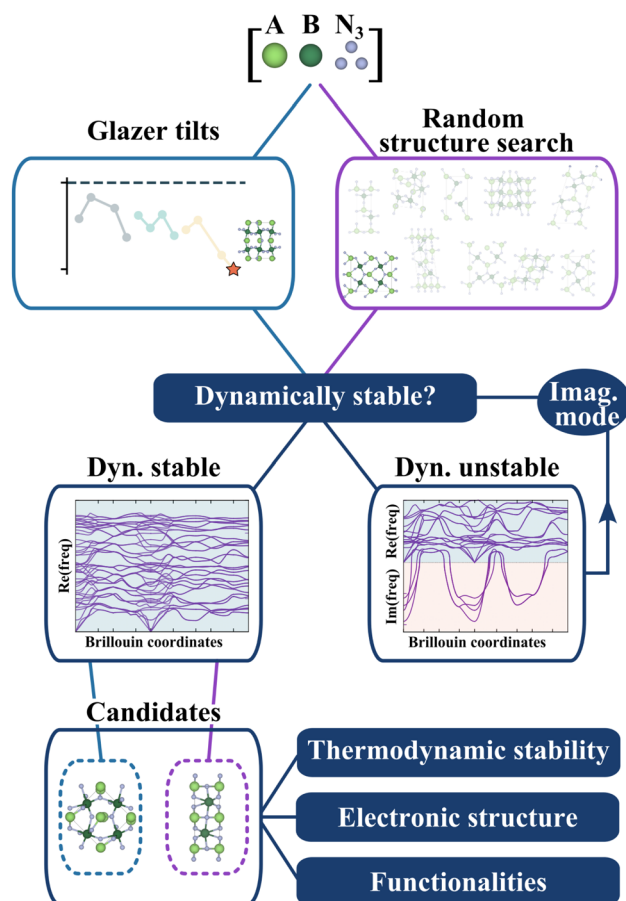 A B N₃
Glazer tilts
Random
structure search
Dynamically stable?
Imag.
mode
Dyn. stable
Dyn. unstable
Re(freq)
Brillouin coordinates
Re(freq)
Im(freq)
Brillouin coordinates
Candidates
Thermodynamic stability
Electronic structure
Functionalities